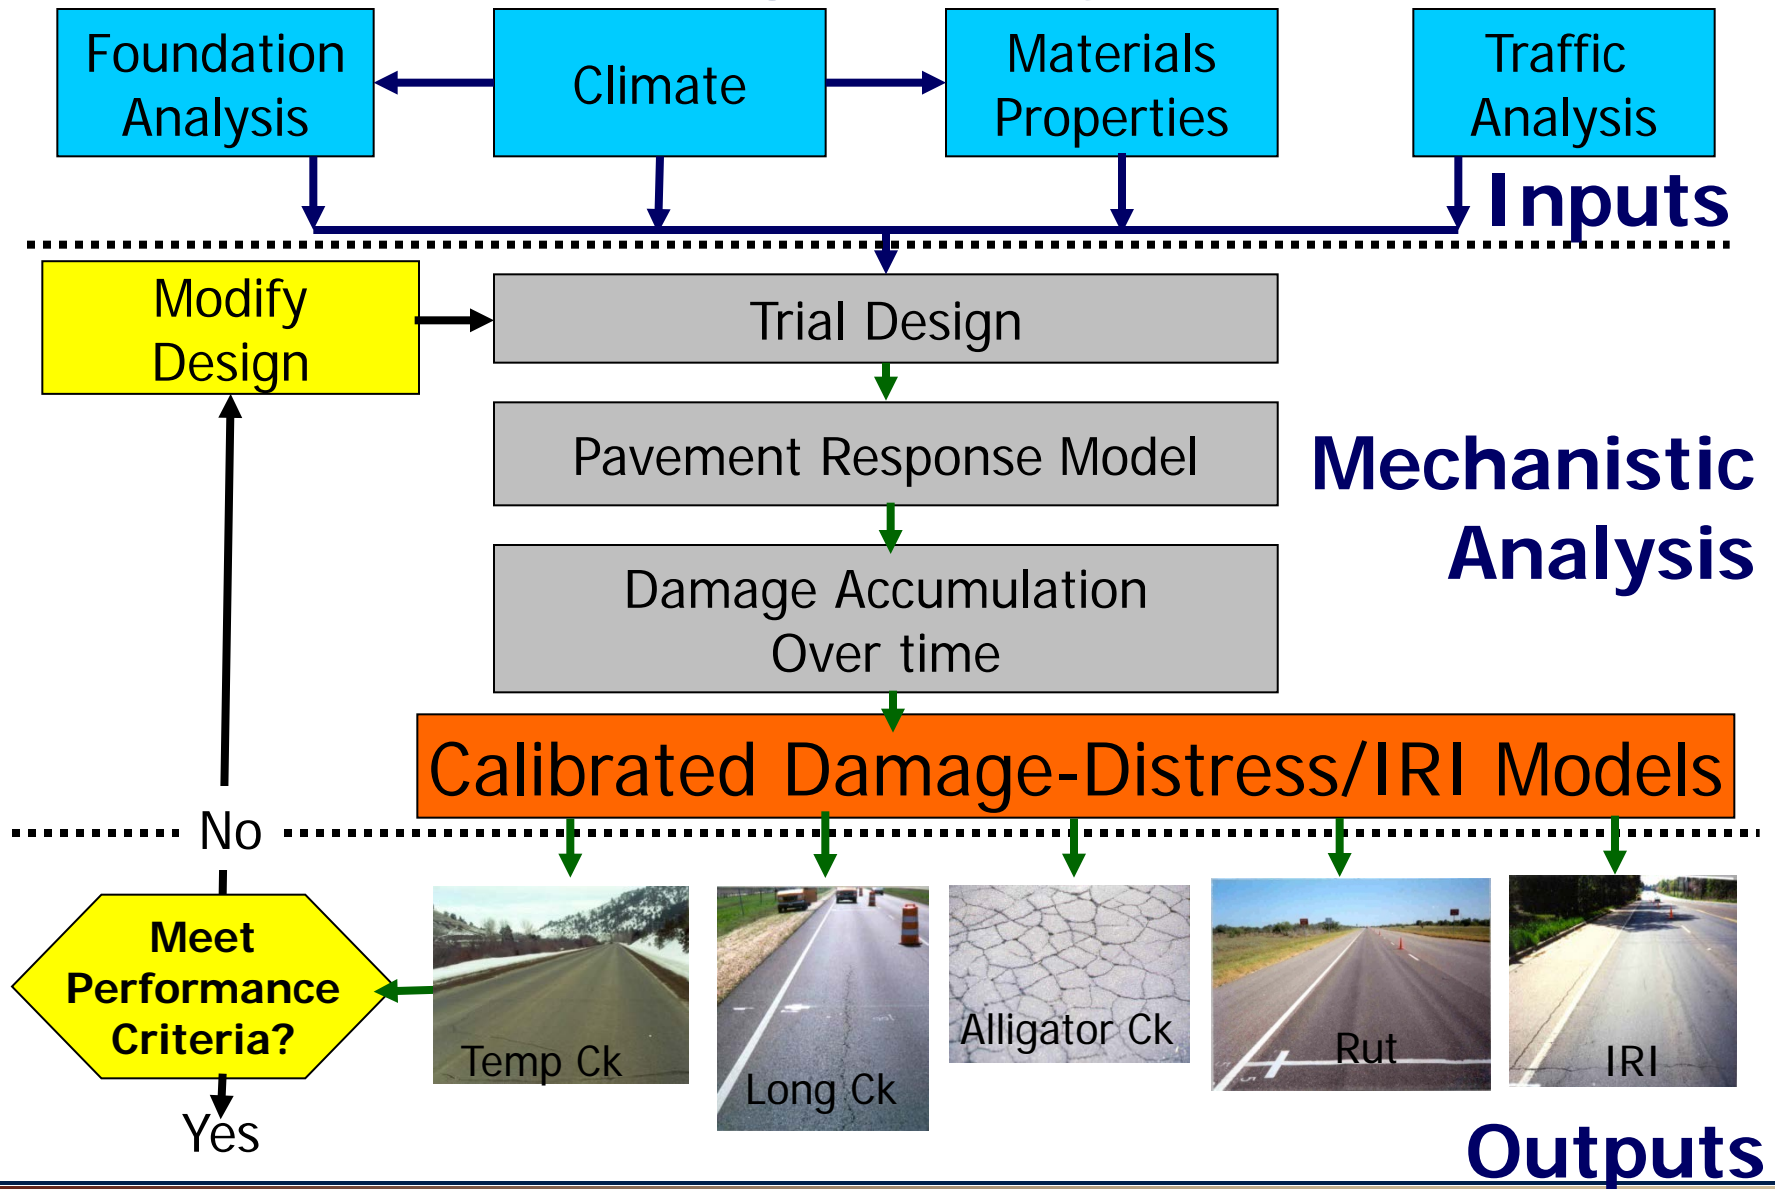 Foundation
Analysis
Climate
Materials
Properties
Traffic
Analysis
Inputs
Modify
Design
Trial Design
Pavement Response Model
Mechanistic
Analysis
Damage Accumulation
Over time
Calibrated Damage-Distress/IRI Models
No
Meet
Performance
Criteria?
Temp Ck
Long Ck
Alligator Ck
Rut
IRI
Yes
Outputs